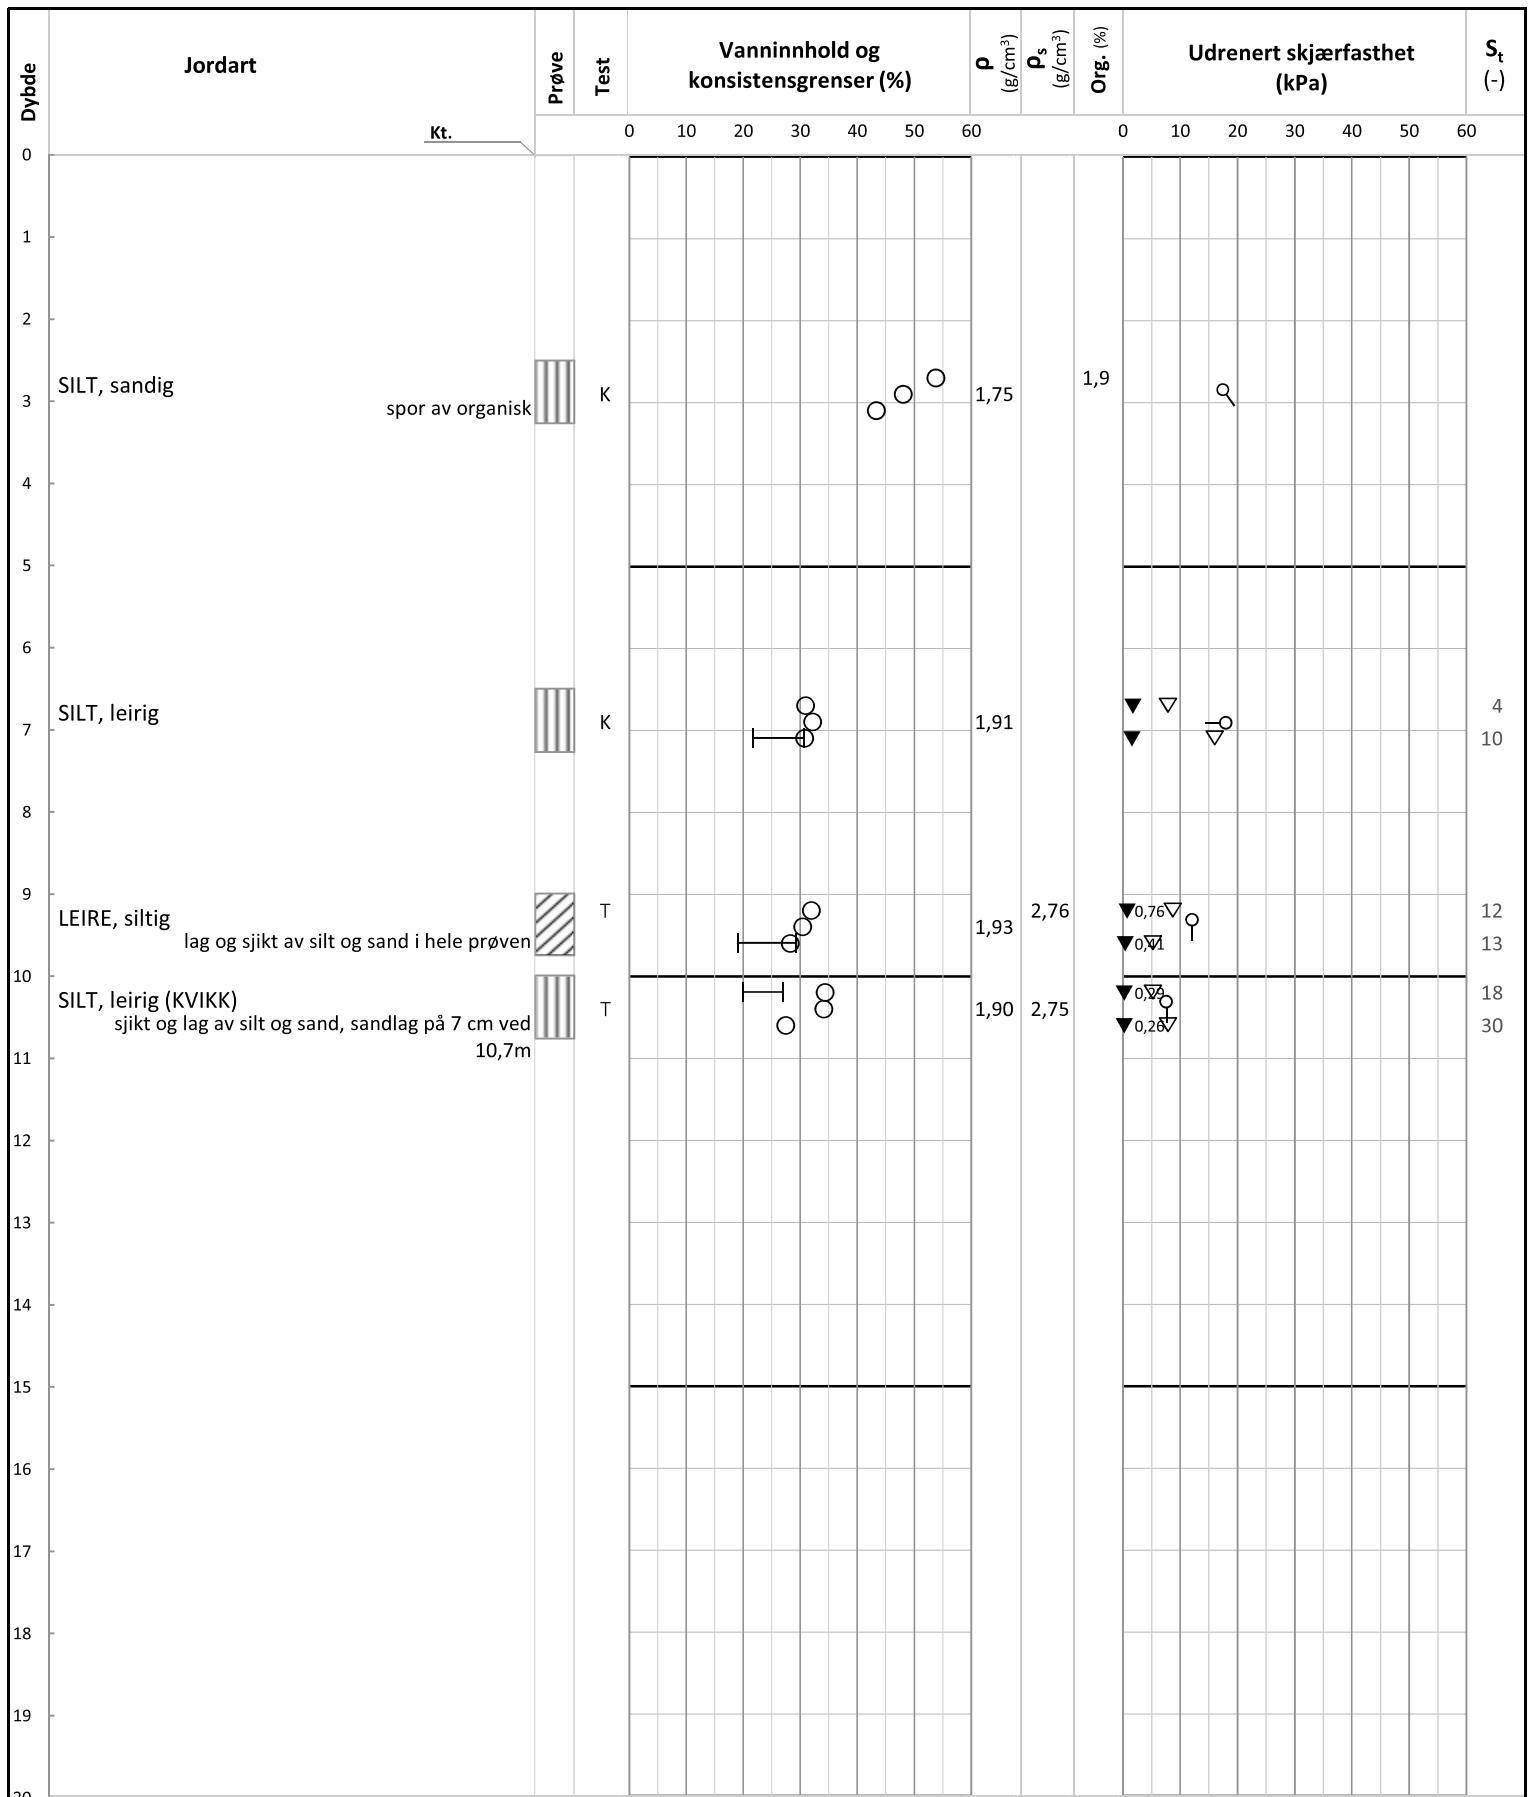 Dybde
Jordart
Kt.
Prøve
Test
Vanninnhold og
konsistensgrenser (%)
0 10 20 30 40 50 60
ρ
(g/cm³)
ρs
(g/cm³)
Org. (%)
Udrenert skjærfasthet
(kPa)
0 10 20 30 40 50 60
St
(-)
0
1
2
SILT, sandig
spor av organisk
K
1,75
1,9
3
4
5
6
SILT, leirig
K
1,91
4
7
10
8
9
LEIRE, siltig
lag og sjikt av silt og sand i hele prøven
T
1,93
2,76
0,76
12
0,41
13
10
SILT, leirig (KVIKK)
sjikt og lag av silt og sand, sandlag på 7 cm ved
10,7m
T
1,90
2,75
0,29
18
0,26
30
11
12
13
14
15
16
17
18
19
20